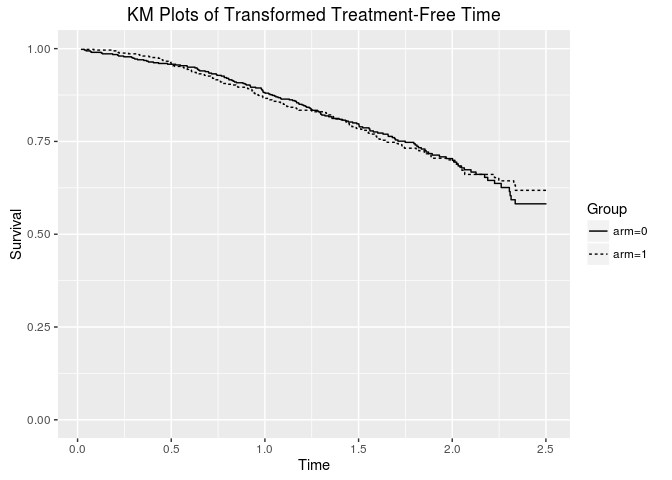 KM Plots of Transformed Treatment-Free Time
1.00
0.75
0.50
0.25
0.00
Survival
0.0 0.5 1.0 1.5 2.0 2.5
Time
Group
arm=0
arm=1